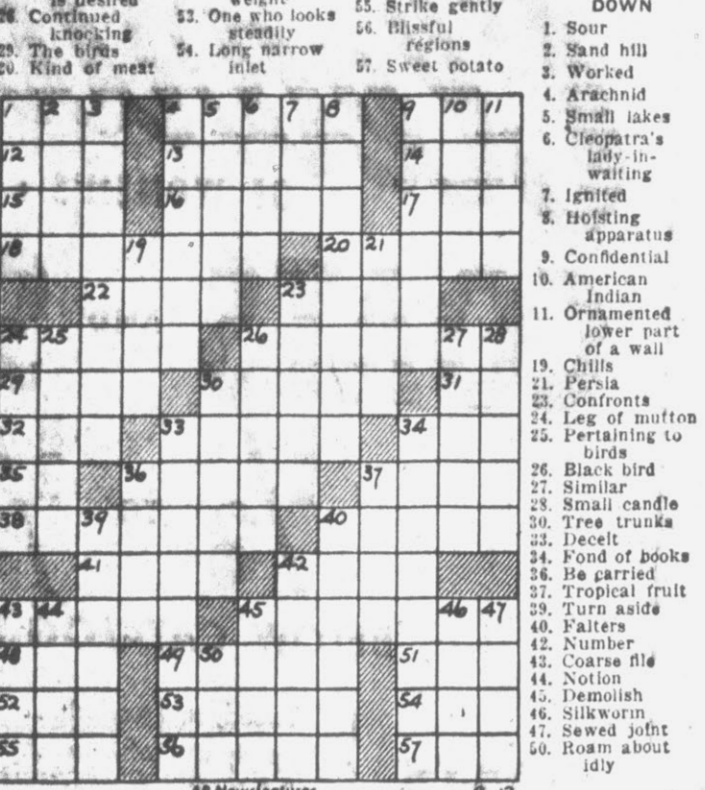 is desired
28. Continued
knocking
29. The birds
30. Kind of meat
weight
53. One who looks
steadily
54. Long narrow
inlet
55. Strike gently
56. Blissful
regions
57. Sweet potato
DOWN
1. Sour
2. Sand hill
3. Worked
4. Arachnid
5. Small lakes
6. Cleopatra's
lady-in-
waiting
7. Ignited
8. Hoisting
apparatus
9. Confidential
10. American
Indian
11. Ornamented
lower part
of a wall
19. Chills
21. Persia
23. Confronts
24. Leg of mutton
25. Pertaining to
birds
26. Black bird
27. Similar
28. Small candle
30. Tree trunks
33. Deceit
34. Fond of books
36. Be carried
37. Tropical fruit
39. Turn aside
40. Falters
42. Number
43. Coarse file
44. Notion
45. Demolish
46. Silkworm
47. Sewed joint
50. Roam about
idly
1 2 3 4 5 6 7 8 9 10 11
12 13 14
15 16 17
18 19 20 21
22 23
24 25 26 27 28
29 30 31
32 33 34
35 36 37
38 39 40
41 42
43 44 45 46 47
48 49 50 51
52 53 54
55 56 57